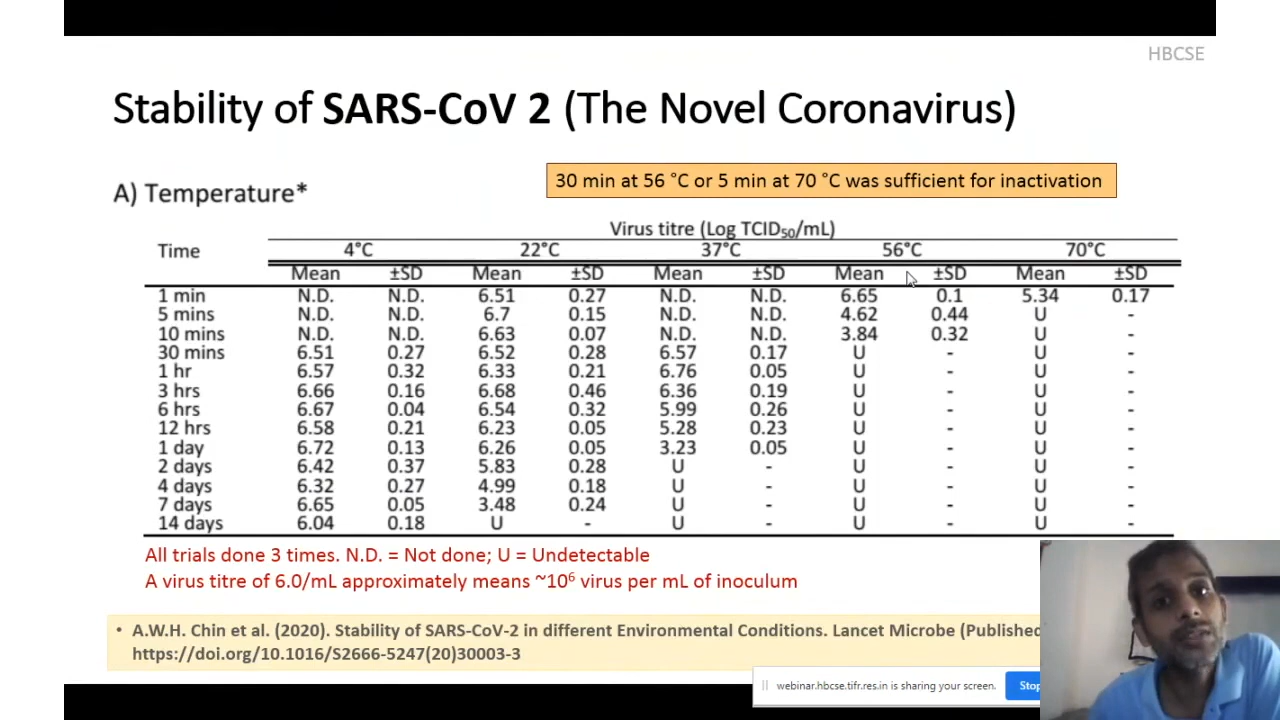 HBCSE
Stability of SARS-CoV 2 (The Novel Coronavirus)
30 min at 56 °C or 5 min at 70 °C was sufficient for inactivation
A) Temperature*
Virus titre (Log TCID50/mL)
Time 4°C 22°C 37°C 56°C 70°C
Mean ±SD Mean ±SD Mean ±SD Mean ±SD Mean ±SD
1 min N.D. N.D. 6.51 0.27 N.D. N.D. 6.65 0.1 5.34 0.17
5 mins N.D. N.D. 6.7 0.15 N.D. N.D. 4.62 0.44 U -
10 mins N.D. N.D. 6.63 0.07 N.D. N.D. 3.84 0.32 U -
30 mins 6.51 0.27 6.52 0.28 6.57 0.17 U - U -
1 hr 6.57 0.32 6.33 0.21 6.76 0.05 U - U -
3 hrs 6.66 0.16 6.68 0.46 6.36 0.19 U - U -
6 hrs 6.67 0.04 6.54 0.32 5.99 0.26 U - U -
12 hrs 6.58 0.21 6.23 0.05 5.28 0.23 U - U -
1 day 6.72 0.13 6.26 0.05 3.23 0.05 U - U -
2 days 6.42 0.37 5.83 0.28 U - U - U -
4 days 6.32 0.27 4.99 0.18 U - U - U -
7 days 6.65 0.05 3.48 0.24 U - U - U -
14 days 6.04 0.18 U - U - U - U -
All trials done 3 times. N.D. = Not done; U = Undetectable
A virus titre of 6.0/mL approximately means ~10⁶ virus per mL of inoculum
• A.W.H. Chin et al. (2020). Stability of SARS-CoV-2 in different Environmental Conditions. Lancet Microbe (Published
https://doi.org/10.1016/S2666-5247(20)30003-3
webinar.hbcse.tifr.res.in is sharing your screen. Stop